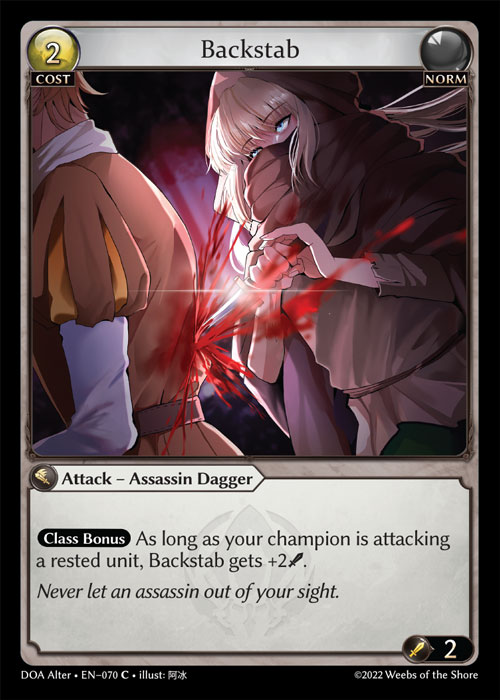 2
Backstab
COST
NORM
Attack – Assassin Dagger
Class Bonus As long as your champion is attacking
a rested unit, Backstab gets +2.
Never let an assassin out of your sight.
2
DOA Alter • EN–070 C • illust: 阿冰
©2022 Weebs of the Shore